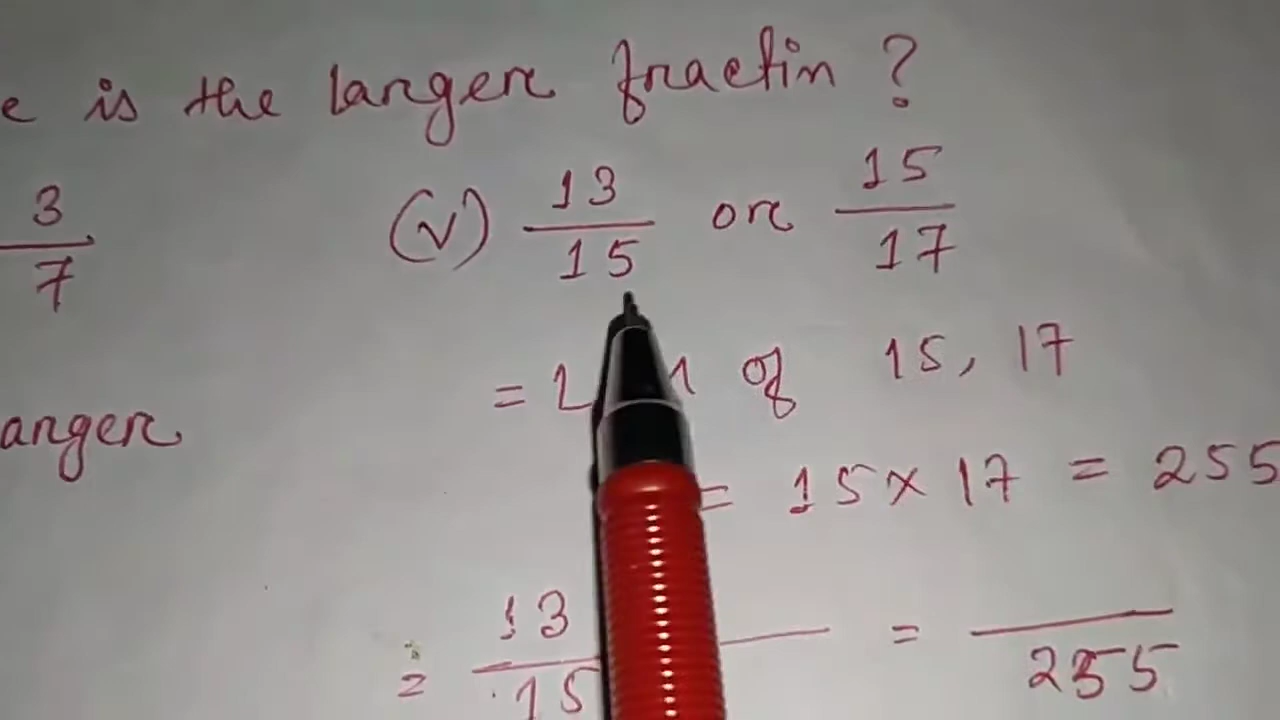 e is the larger fractin ?
3/7 (v) 13/15 or 15/17
= of 15, 17
anger
= 15 × 17 = 255
= 13/15 = /255